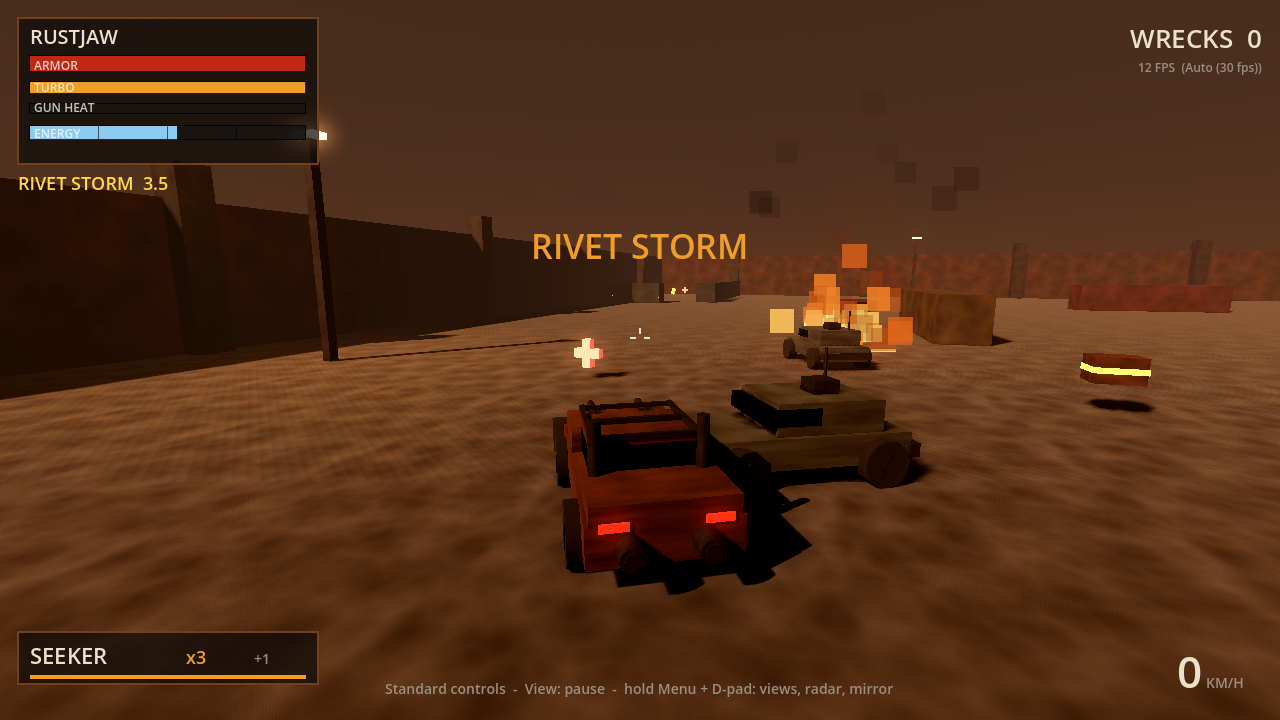 RUSTJAW
ARMOR
TURBO
GUN HEAT
ENERGY
RIVET STORM 3.5
WRECKS 0
12 FPS (Auto (30 fps))
RIVET STORM
SEEKER x3 +1
Standard controls - View: pause - hold Menu + D-pad: views, radar, mirror
0 KM/H